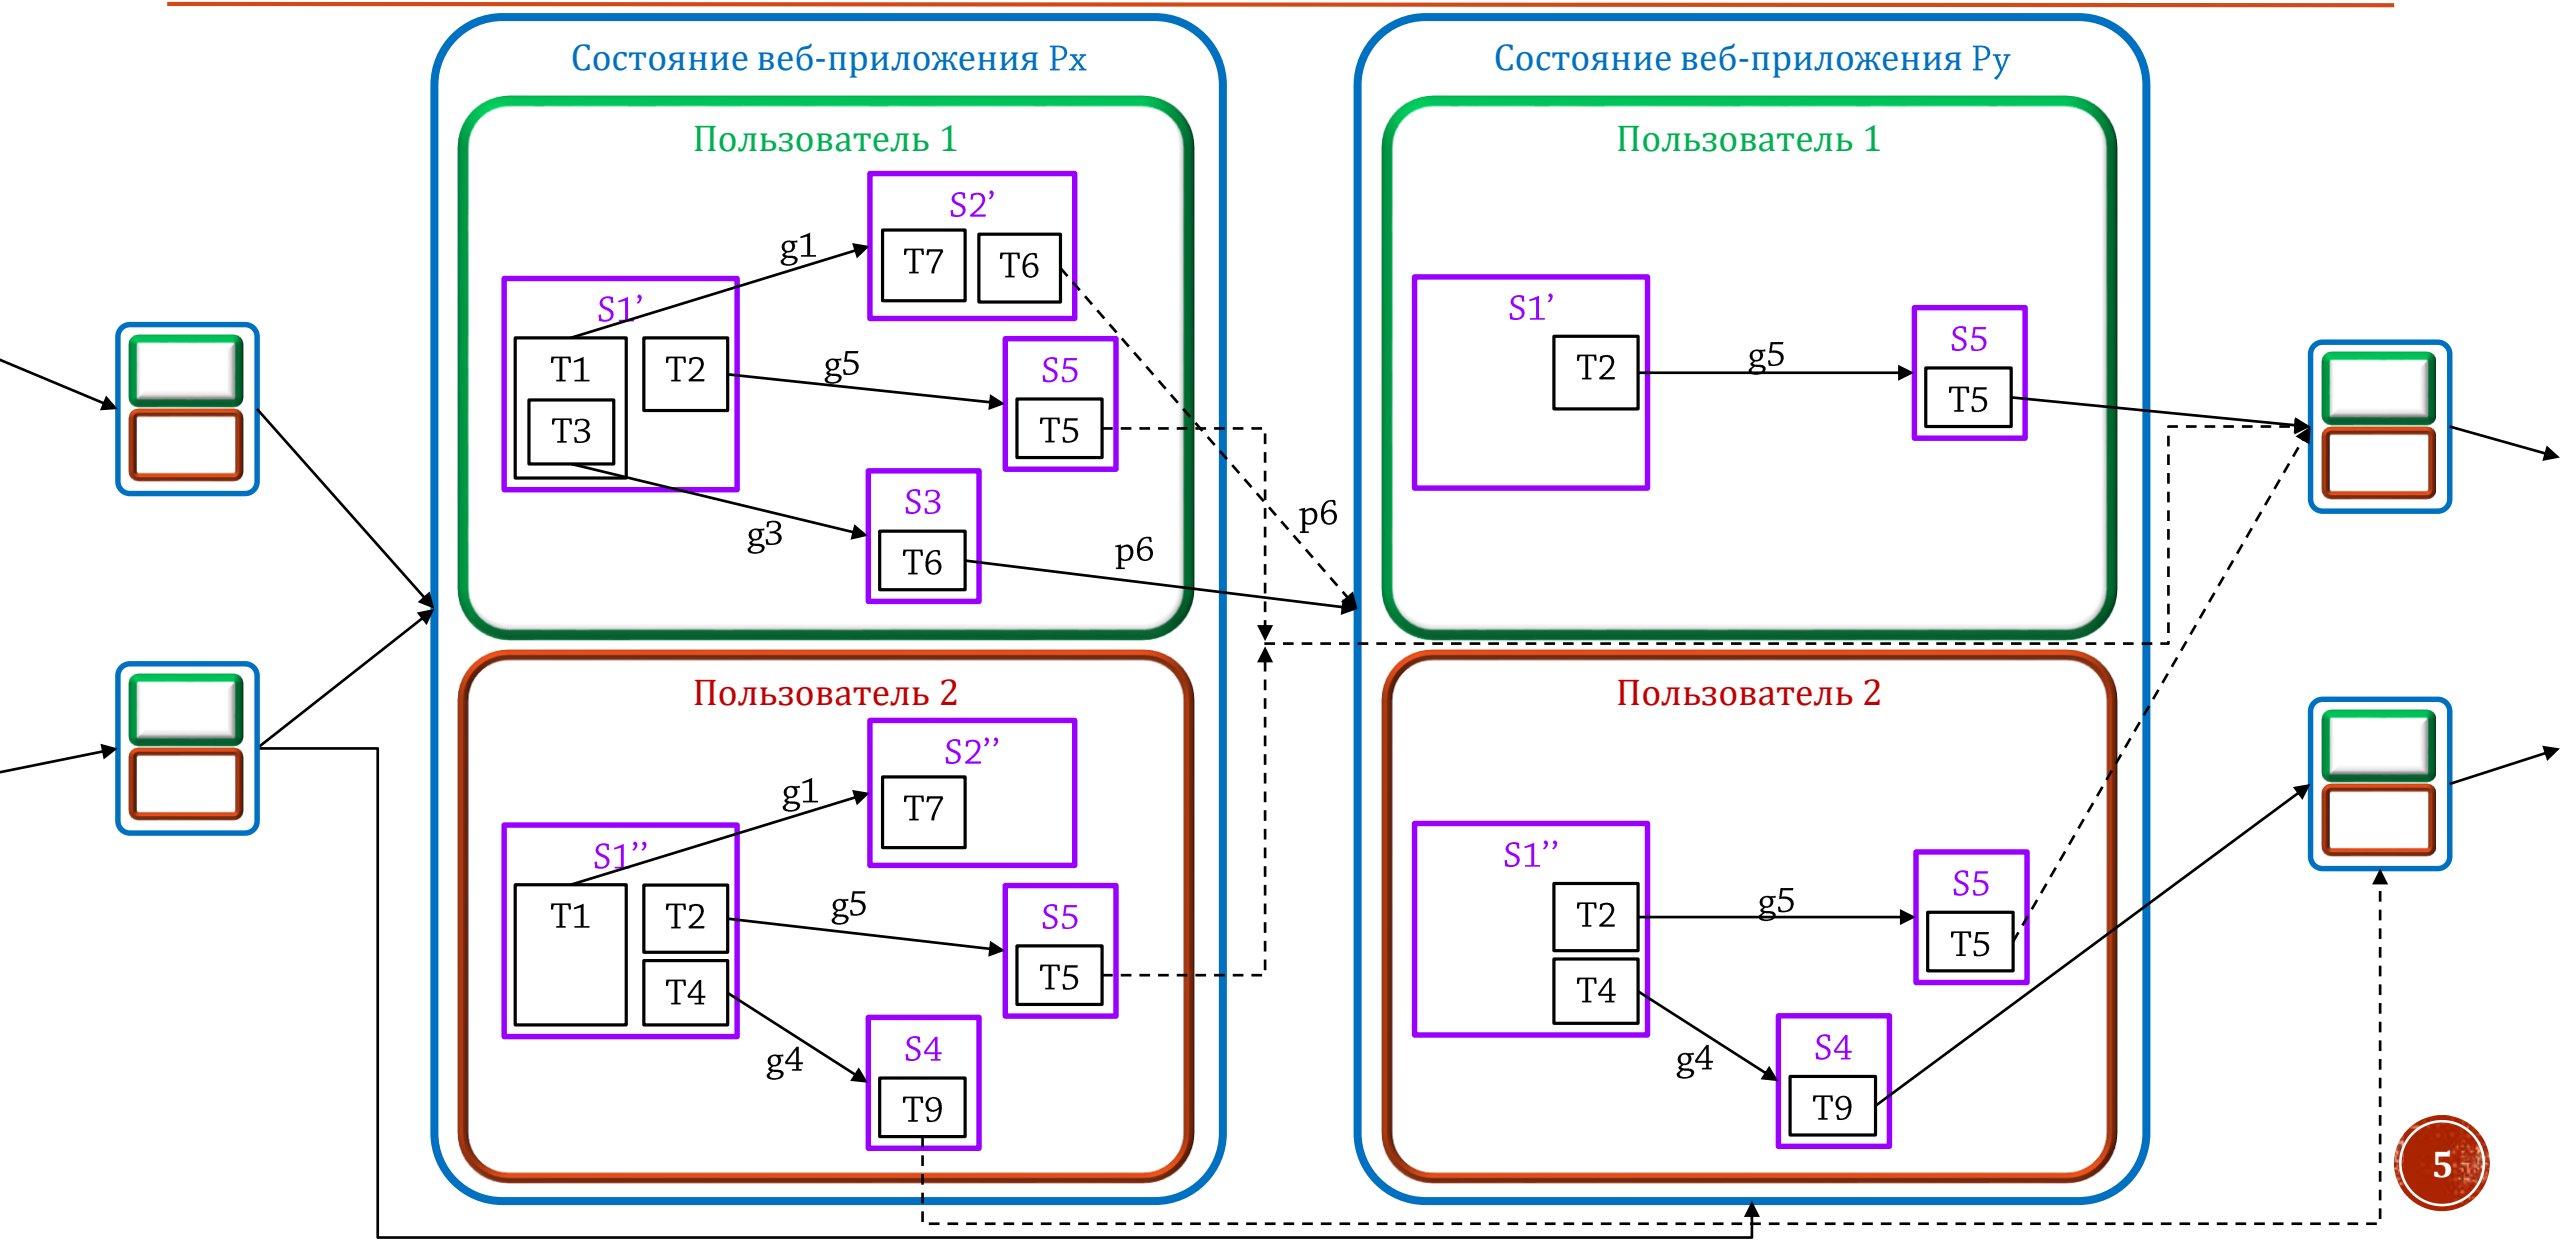 Состояние веб-приложения Px
Пользователь 1
S2’
T7
T6
g1
S1’
T1
T2
T3
g5
S5
T5
g3
S3
T6
p6
p6
Пользователь 2
S2’’
T7
g1
S1’’
T1
T2
T4
g5
S5
T5
g4
S4
T9
Состояние веб-приложения Py
Пользователь 1
S1’
T2
g5
S5
T5
Пользователь 2
S1’’
T2
T4
g5
S5
T5
g4
S4
T9
5